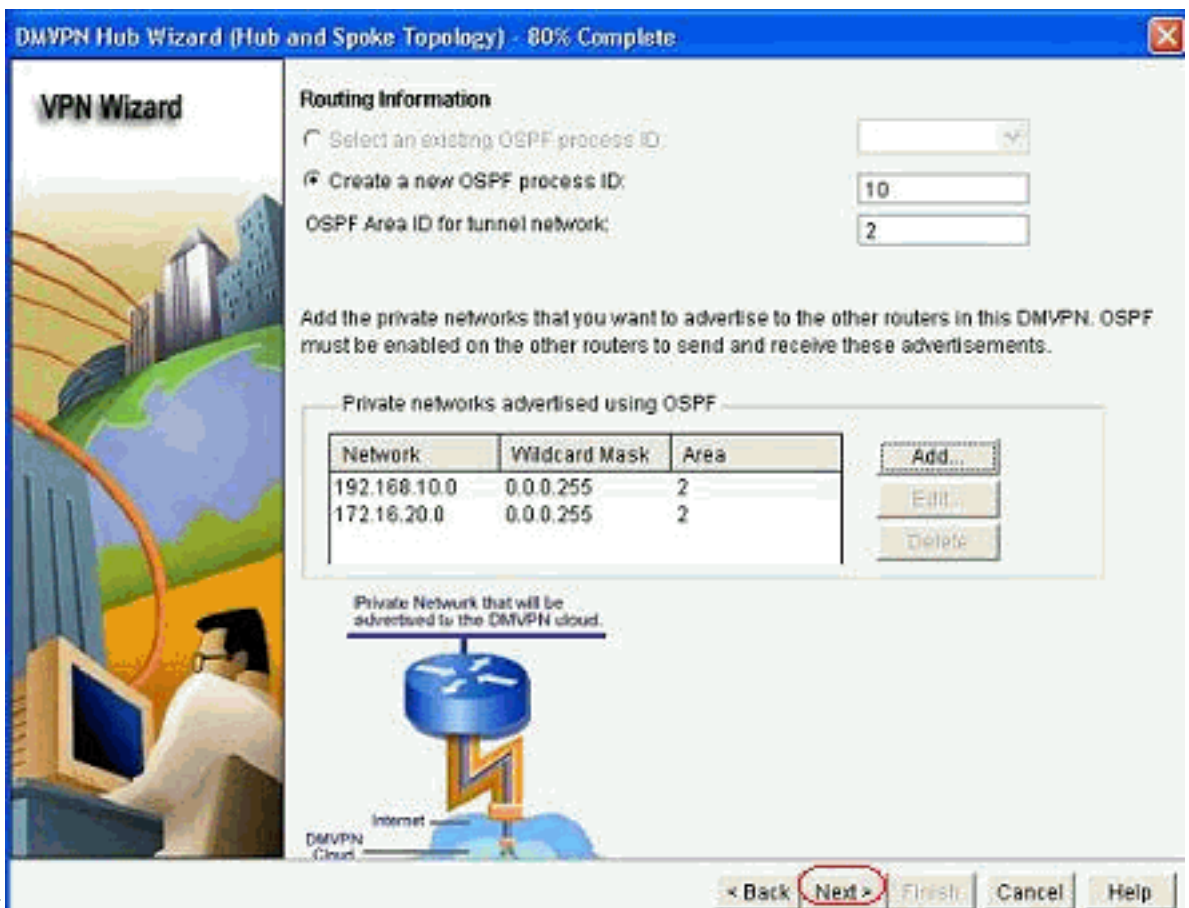 DMVPN Hub Wizard (Hub and Spoke Topology) - 80% Complete
VPN Wizard
Routing Information
Select an existing OSPF process ID:
Create a new OSPF process ID:
10
OSPF Area ID for tunnel network:
2
Add the private networks that you want to advertise to the other routers in this DMVPN. OSPF
must be enabled on the other routers to send and receive these advertisements.
Private networks advertised using OSPF
Network Wildcard Mask Area
192.168.10.0 0.0.0.255 2
172.16.20.0 0.0.0.255 2
Add...
Edit...
Delete
Private Network that will be
advertised to the DMVPN cloud.
Internet
DMVPN
Cloud
< Back Next > Finish Cancel Help